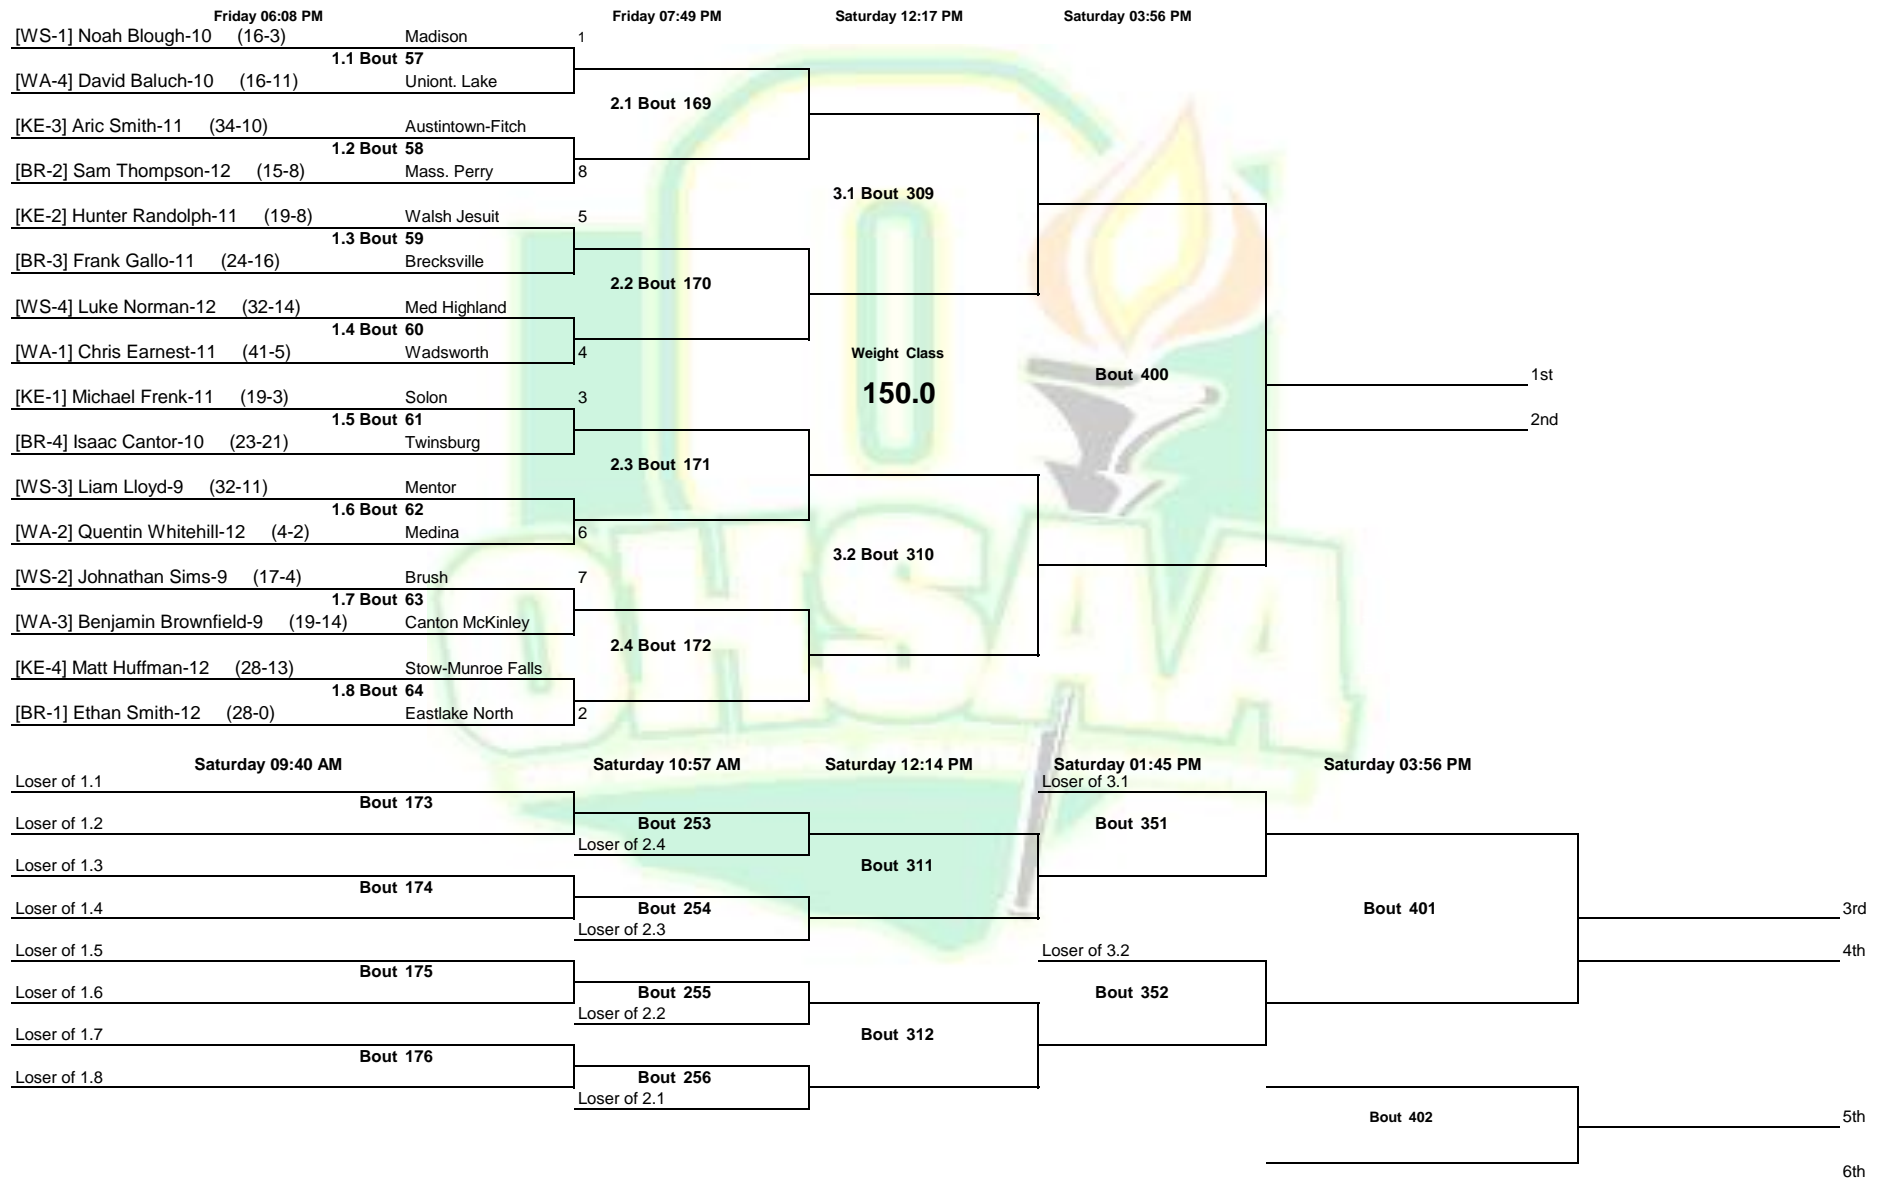 Friday 06:08 PM Friday 07:49 PM Saturday 12:17 PM Saturday 03:56 PM
[WS-1] Noah Blough-10 (16-3) Madison 1
1.1 Bout 57
[WA-4] David Baluch-10 (16-11) Uniont. Lake
2.1 Bout 169
[KE-3] Aric Smith-11 (34-10) Austintown-Fitch
1.2 Bout 58
[BR-2] Sam Thompson-12 (15-8) Mass. Perry 8
3.1 Bout 309
[KE-2] Hunter Randolph-11 (19-8) Walsh Jesuit 5
1.3 Bout 59
[BR-3] Frank Gallo-11 (24-16) Brecksville
2.2 Bout 170
[WS-4] Luke Norman-12 (32-14) Med Highland
1.4 Bout 60
[WA-1] Chris Earnest-11 (41-5) Wadsworth 4
Weight Class
150.0
Bout 400
1st
2nd
[KE-1] Michael Frenk-11 (19-3) Solon 3
1.5 Bout 61
[BR-4] Isaac Cantor-10 (23-21) Twinsburg
2.3 Bout 171
[WS-3] Liam Lloyd-9 (32-11) Mentor
1.6 Bout 62
[WA-2] Quentin Whitehill-12 (4-2) Medina 6
3.2 Bout 310
[WS-2] Johnathan Sims-9 (17-4) Brush 7
1.7 Bout 63
[WA-3] Benjamin Brownfield-9 (19-14) Canton McKinley
2.4 Bout 172
[KE-4] Matt Huffman-12 (28-13) Stow-Munroe Falls
1.8 Bout 64
[BR-1] Ethan Smith-12 (28-0) Eastlake North 2
OHSAA
Saturday 09:40 AM Saturday 10:57 AM Saturday 12:14 PM Saturday 01:45 PM Saturday 03:56 PM
Loser of 1.1 Loser of 3.1
Bout 173
Loser of 1.2 Bout 253 Bout 351
Loser of 2.4
Loser of 1.3 Bout 311
Bout 174
Loser of 1.4 Bout 254 Bout 401 3rd
Loser of 2.3
Loser of 1.5 Loser of 3.2 4th
Bout 175
Loser of 1.6 Bout 255 Bout 352
Loser of 2.2
Loser of 1.7 Bout 312
Bout 176
Loser of 1.8 Bout 256
Loser of 2.1
Bout 402 5th
6th